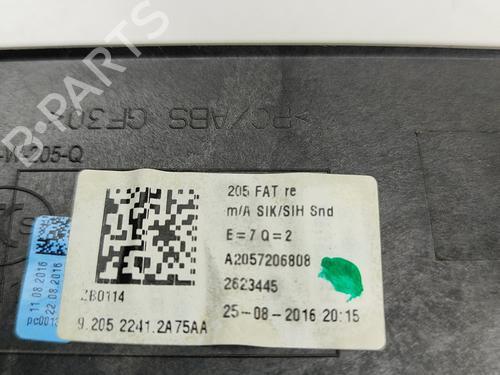 >PC/ABS GF30
205-Q
205 FAT re
m/A SIK/SIH Snd
E=7 Q=2
A2057206808
2623445
25-08-2016 20:15
ZB0114
9.205 2241.2A75AA
11.08.2016
22.08.2016
B-PARTS